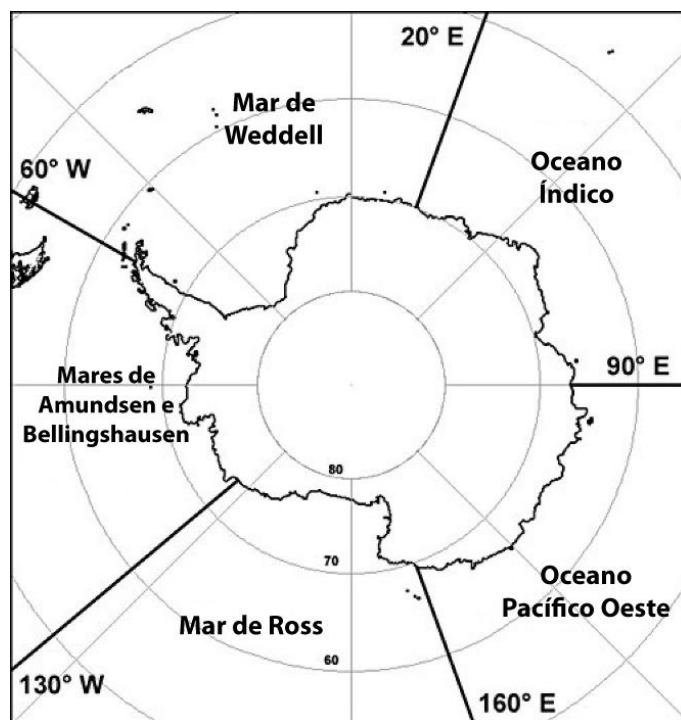 20° E
Mar de
Weddell
Oceano
Índico
60° W
90° E
Mares de
Amundsen e
Bellingshausen
80
70
Oceano
Pacífico Oeste
Mar de Ross
60
130° W
160° E